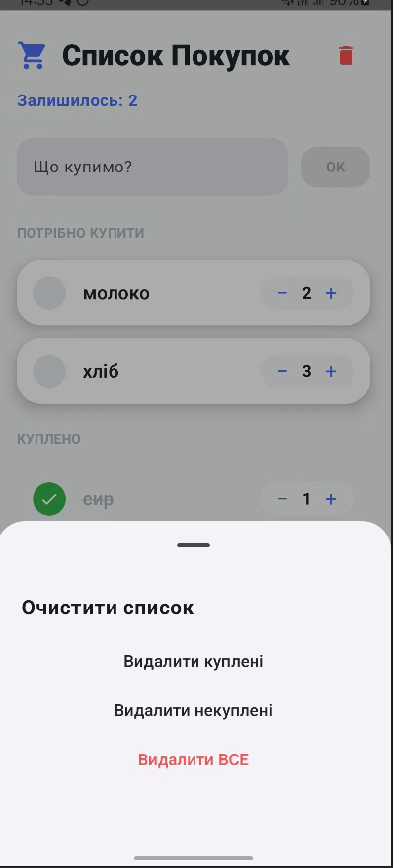 Список Покупок
Залишилось: 2
Що купимо?
ОК
ПОТРІБНО КУПИТИ
молоко
− 2 +
хліб
− 3 +
КУПЛЕНО
сир
− 1 +
Очистити список
Видалити куплені
Видалити некуплені
Видалити ВСЕ